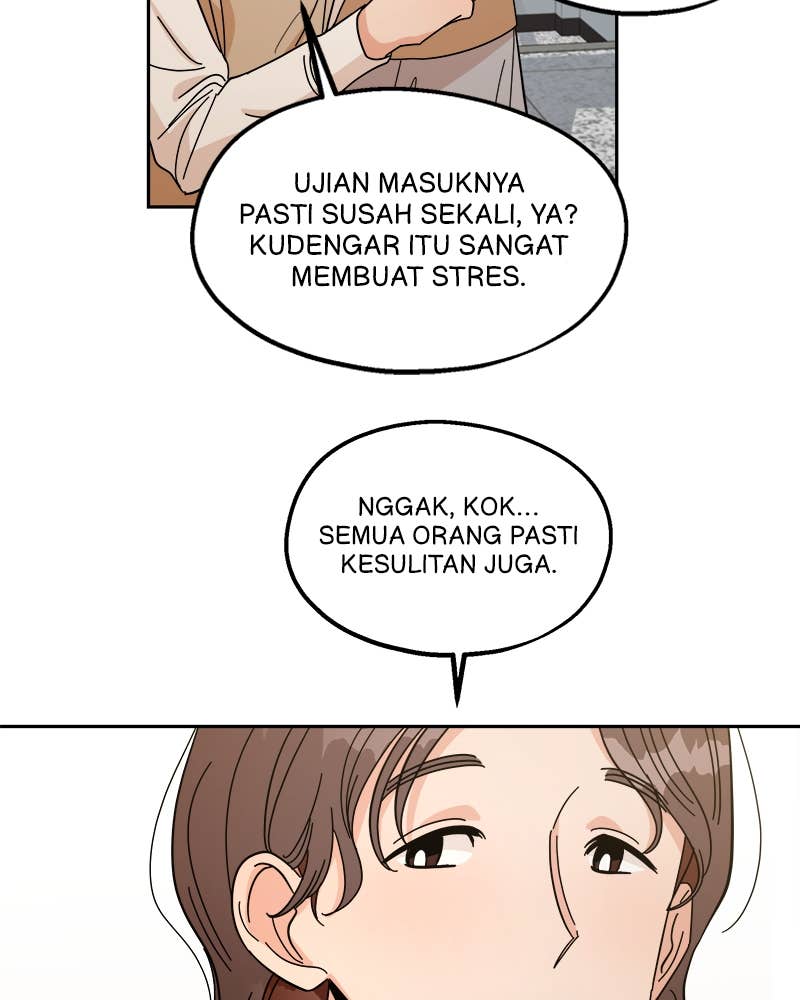 UJIAN MASUKNYA
PASTI SUSAH SEKALI, YA?
KUDENGAR ITU SANGAT
MEMBUAT STRES.
NGGAK, KOK...
SEMUA ORANG PASTI
KESULITAN JUGA.